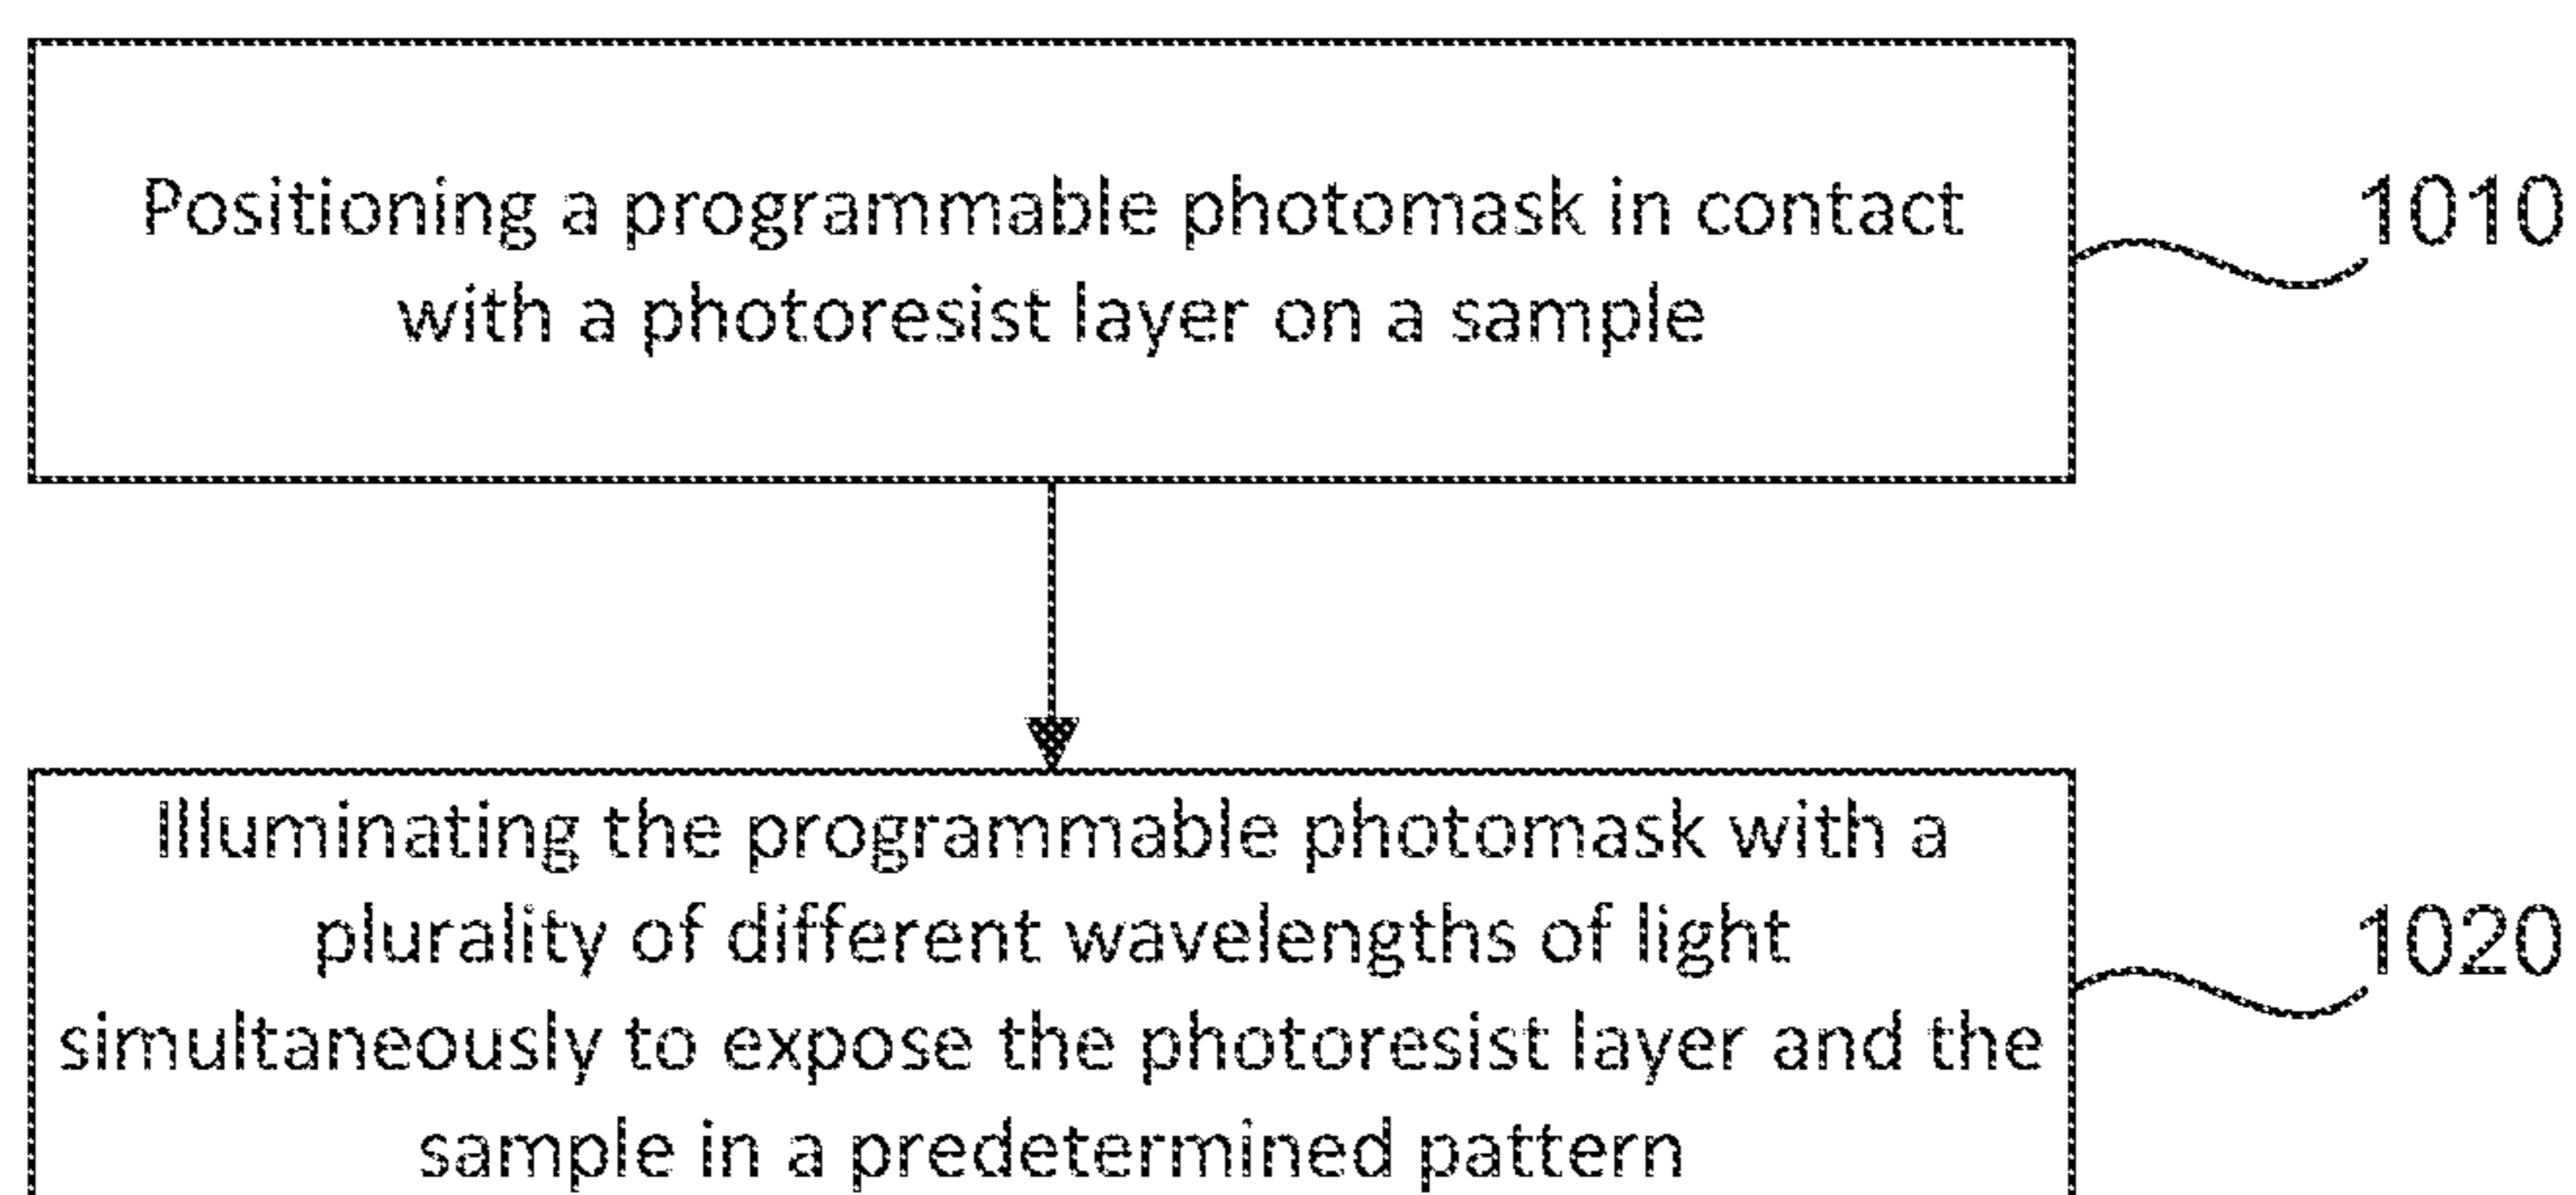 Positioning a programmable photomask in contact
with a photoresist layer on a sample
1010
Illuminating the programmable photomask with a
plurality of different wavelengths of light
simultaneously to expose the photoresist layer and the
sample in a predetermined pattern
1020